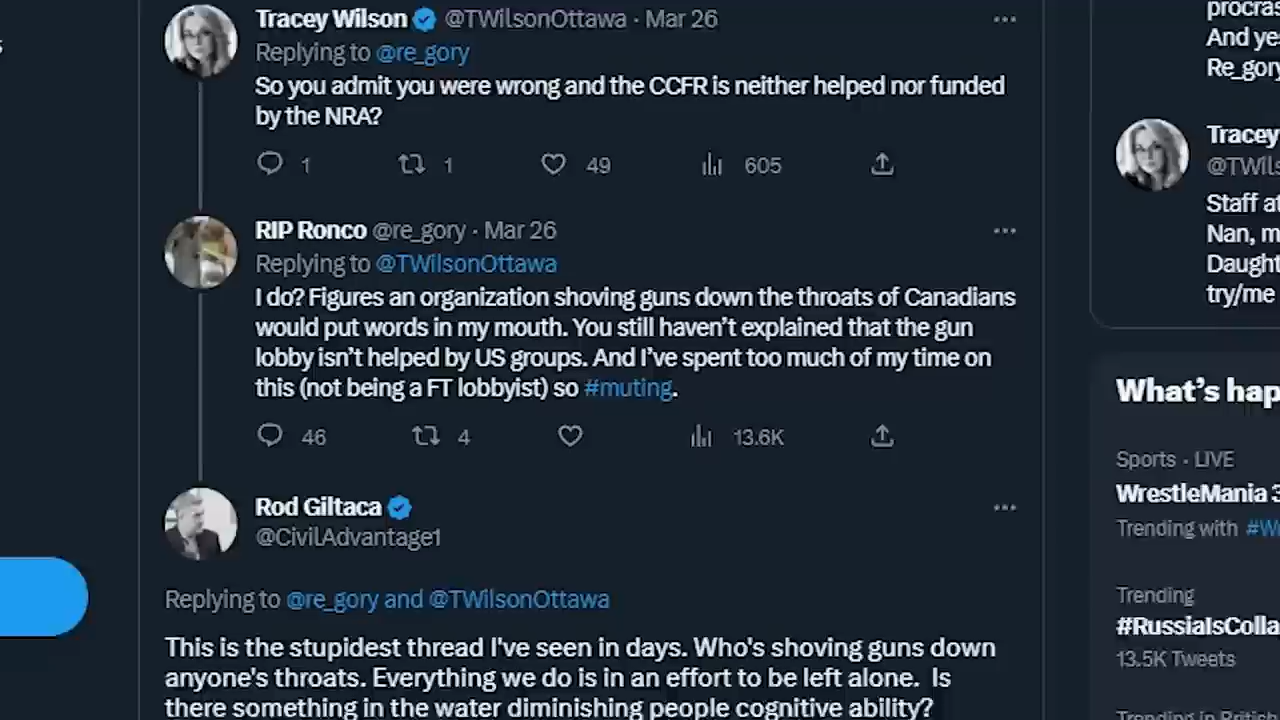 Tracey Wilson @TWilsonOttawa · Mar 26
Replying to @re_gory
So you admit you were wrong and the CCFR is neither helped nor funded
by the NRA?
1 1 49 605
RIP Ronco @re_gory · Mar 26
Replying to @TWilsonOttawa
I do? Figures an organization shoving guns down the throats of Canadians
would put words in my mouth. You still haven't explained that the gun
lobby isn't helped by US groups. And I've spent too much of my time on
this (not being a FT lobbyist) so #muting.
46 4 13.6K
Rod Giltaca
@CivilAdvantage1
Replying to @re_gory and @TWilsonOttawa
This is the stupidest thread I've seen in days. Who's shoving guns down
anyone's throats. Everything we do is in an effort to be left alone. Is
there something in the water diminishing people cognitive ability?
procras
And ye
Re_gory
Tracey
@TWils
Staff at
Nan, m
Daught
try/me
What's hap
Sports · LIVE
WrestleMania 3
Trending with #W
Trending
#RussiaIsColla
13.5K Tweets
Trending in British